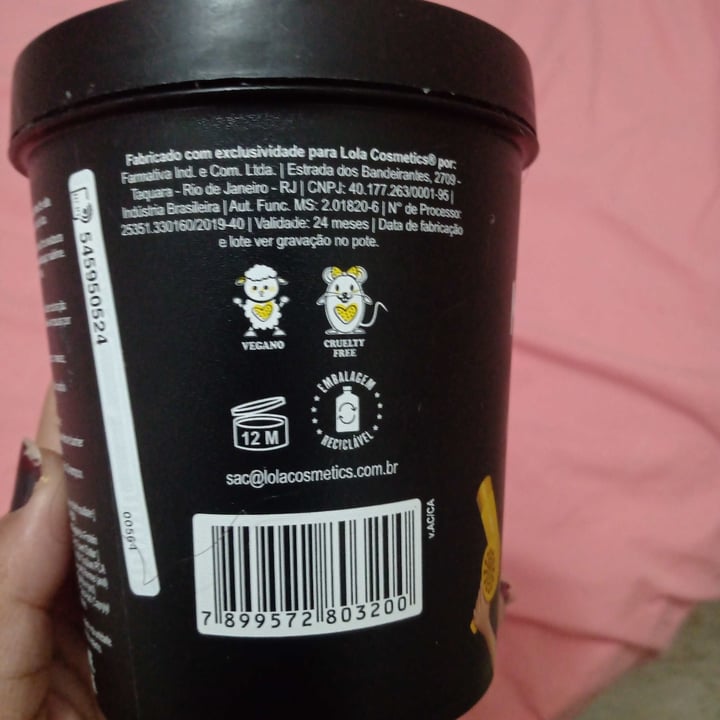 Fabricado com exclusividade para Lola Cosmetics® por:
Farmativa Ind. e Com. Ltda. | Estrada dos Bandeirantes, 2709 -
Taquara - Rio de Janeiro - RJ | CNPJ: 40.177.263/0001-95 |
Indústria Brasileira | Aut. Func. MS: 2.01820-6 | N° de Processo:
25351.330160/2019-40 | Validade: 24 meses | Data de fabricação
e lote ver gravação no pote.
VEGANO
CRUELTY
FREE
12 M
EMBALAGEM
RECICLÁVEL
sac@lolacosmetics.com.br
7 899572 803200
v.AC/CA
545950524
00564